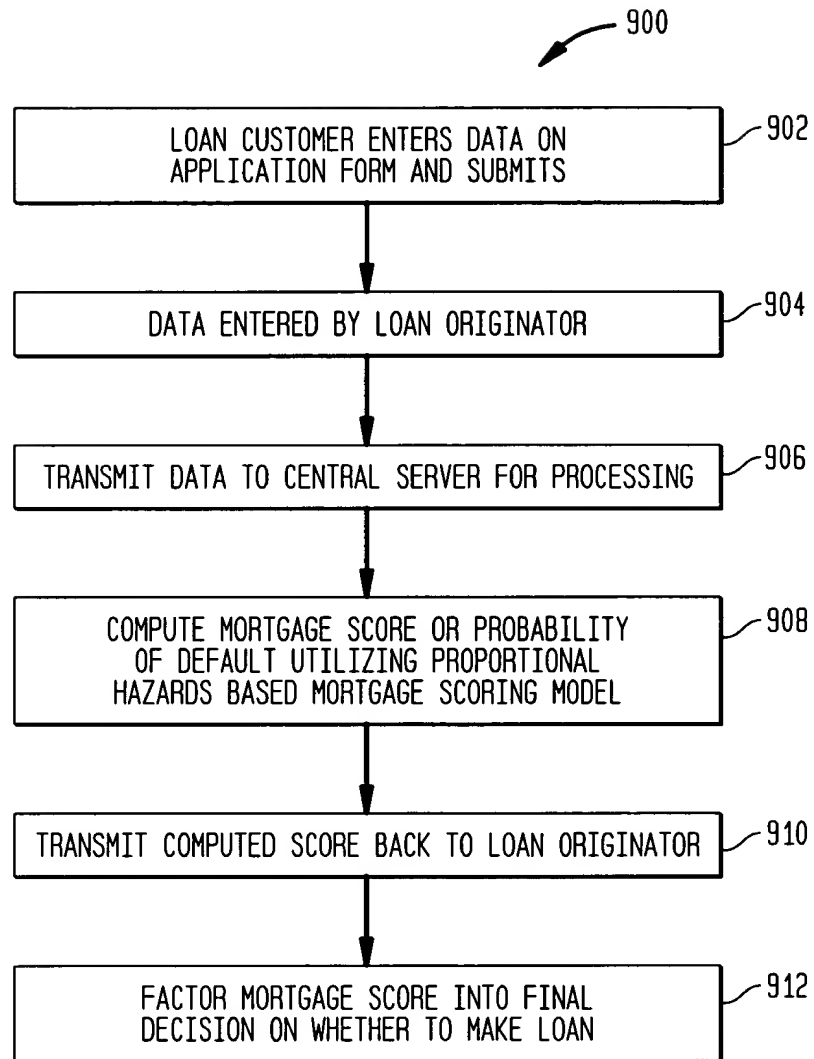 900
LOAN CUSTOMER ENTERS DATA ON
APPLICATION FORM AND SUBMITS
902
DATA ENTERED BY LOAN ORIGINATOR
904
TRANSMIT DATA TO CENTRAL SERVER FOR PROCESSING
906
COMPUTE MORTGAGE SCORE OR PROBABILITY
OF DEFAULT UTILIZING PROPORTIONAL
HAZARDS BASED MORTGAGE SCORING MODEL
908
TRANSMIT COMPUTED SCORE BACK TO LOAN ORIGINATOR
910
FACTOR MORTGAGE SCORE INTO FINAL
DECISION ON WHETHER TO MAKE LOAN
912